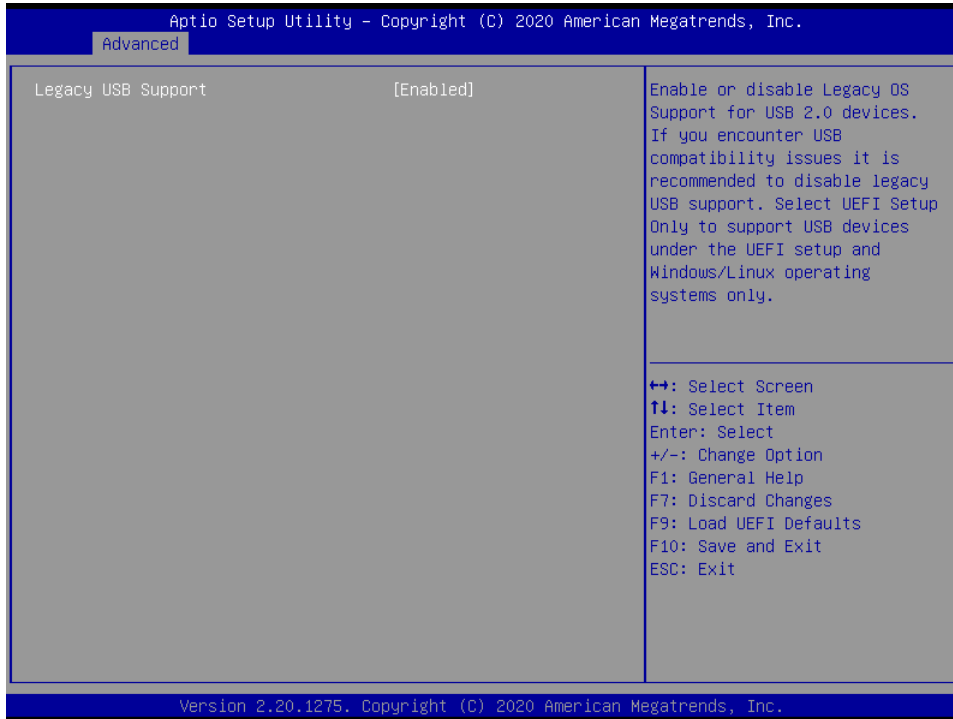 Aptio Setup Utility – Copyright (C) 2020 American Megatrends, Inc.
Advanced
Legacy USB Support [Enabled]
Enable or disable Legacy OS
Support for USB 2.0 devices.
If you encounter USB
compatibility issues it is
recommended to disable legacy
USB support. Select UEFI Setup
Only to support USB devices
under the UEFI setup and
Windows/Linux operating
systems only.
↔: Select Screen
↑↓: Select Item
Enter: Select
+/-: Change Option
F1: General Help
F7: Discard Changes
F9: Load UEFI Defaults
F10: Save and Exit
ESC: Exit
Version 2.20.1275. Copyright (C) 2020 American Megatrends, Inc.